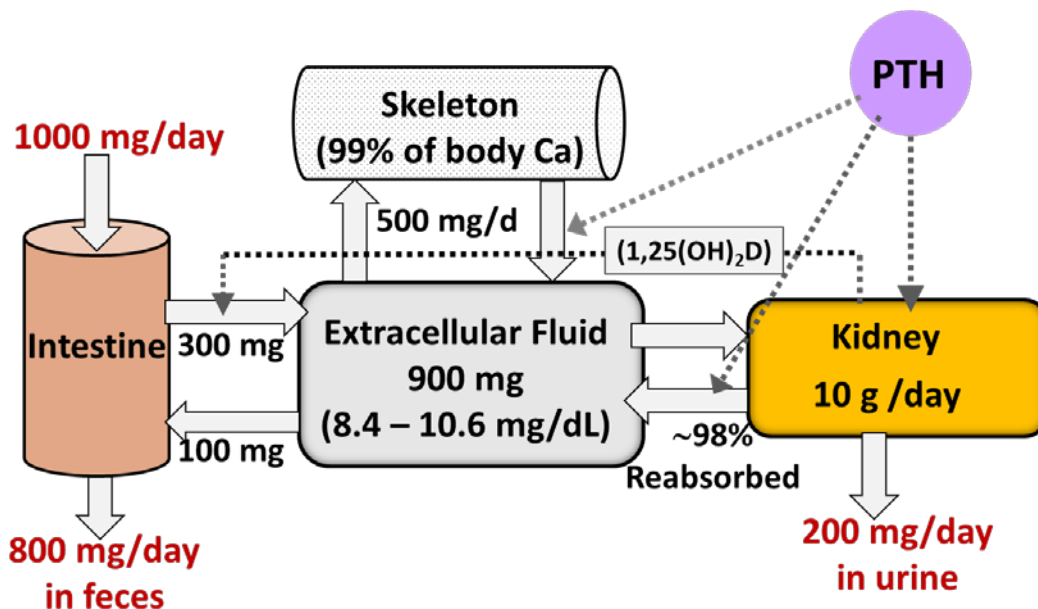 PTH
Skeleton
(99% of body Ca)
1000 mg/day
500 mg/d
(1,25(OH)₂D)
Intestine
300 mg
100 mg
Extracellular Fluid
900 mg
(8.4 – 10.6 mg/dL)
Kidney
10 g /day
~98%
Reabsorbed
800 mg/day
in feces
200 mg/day
in urine